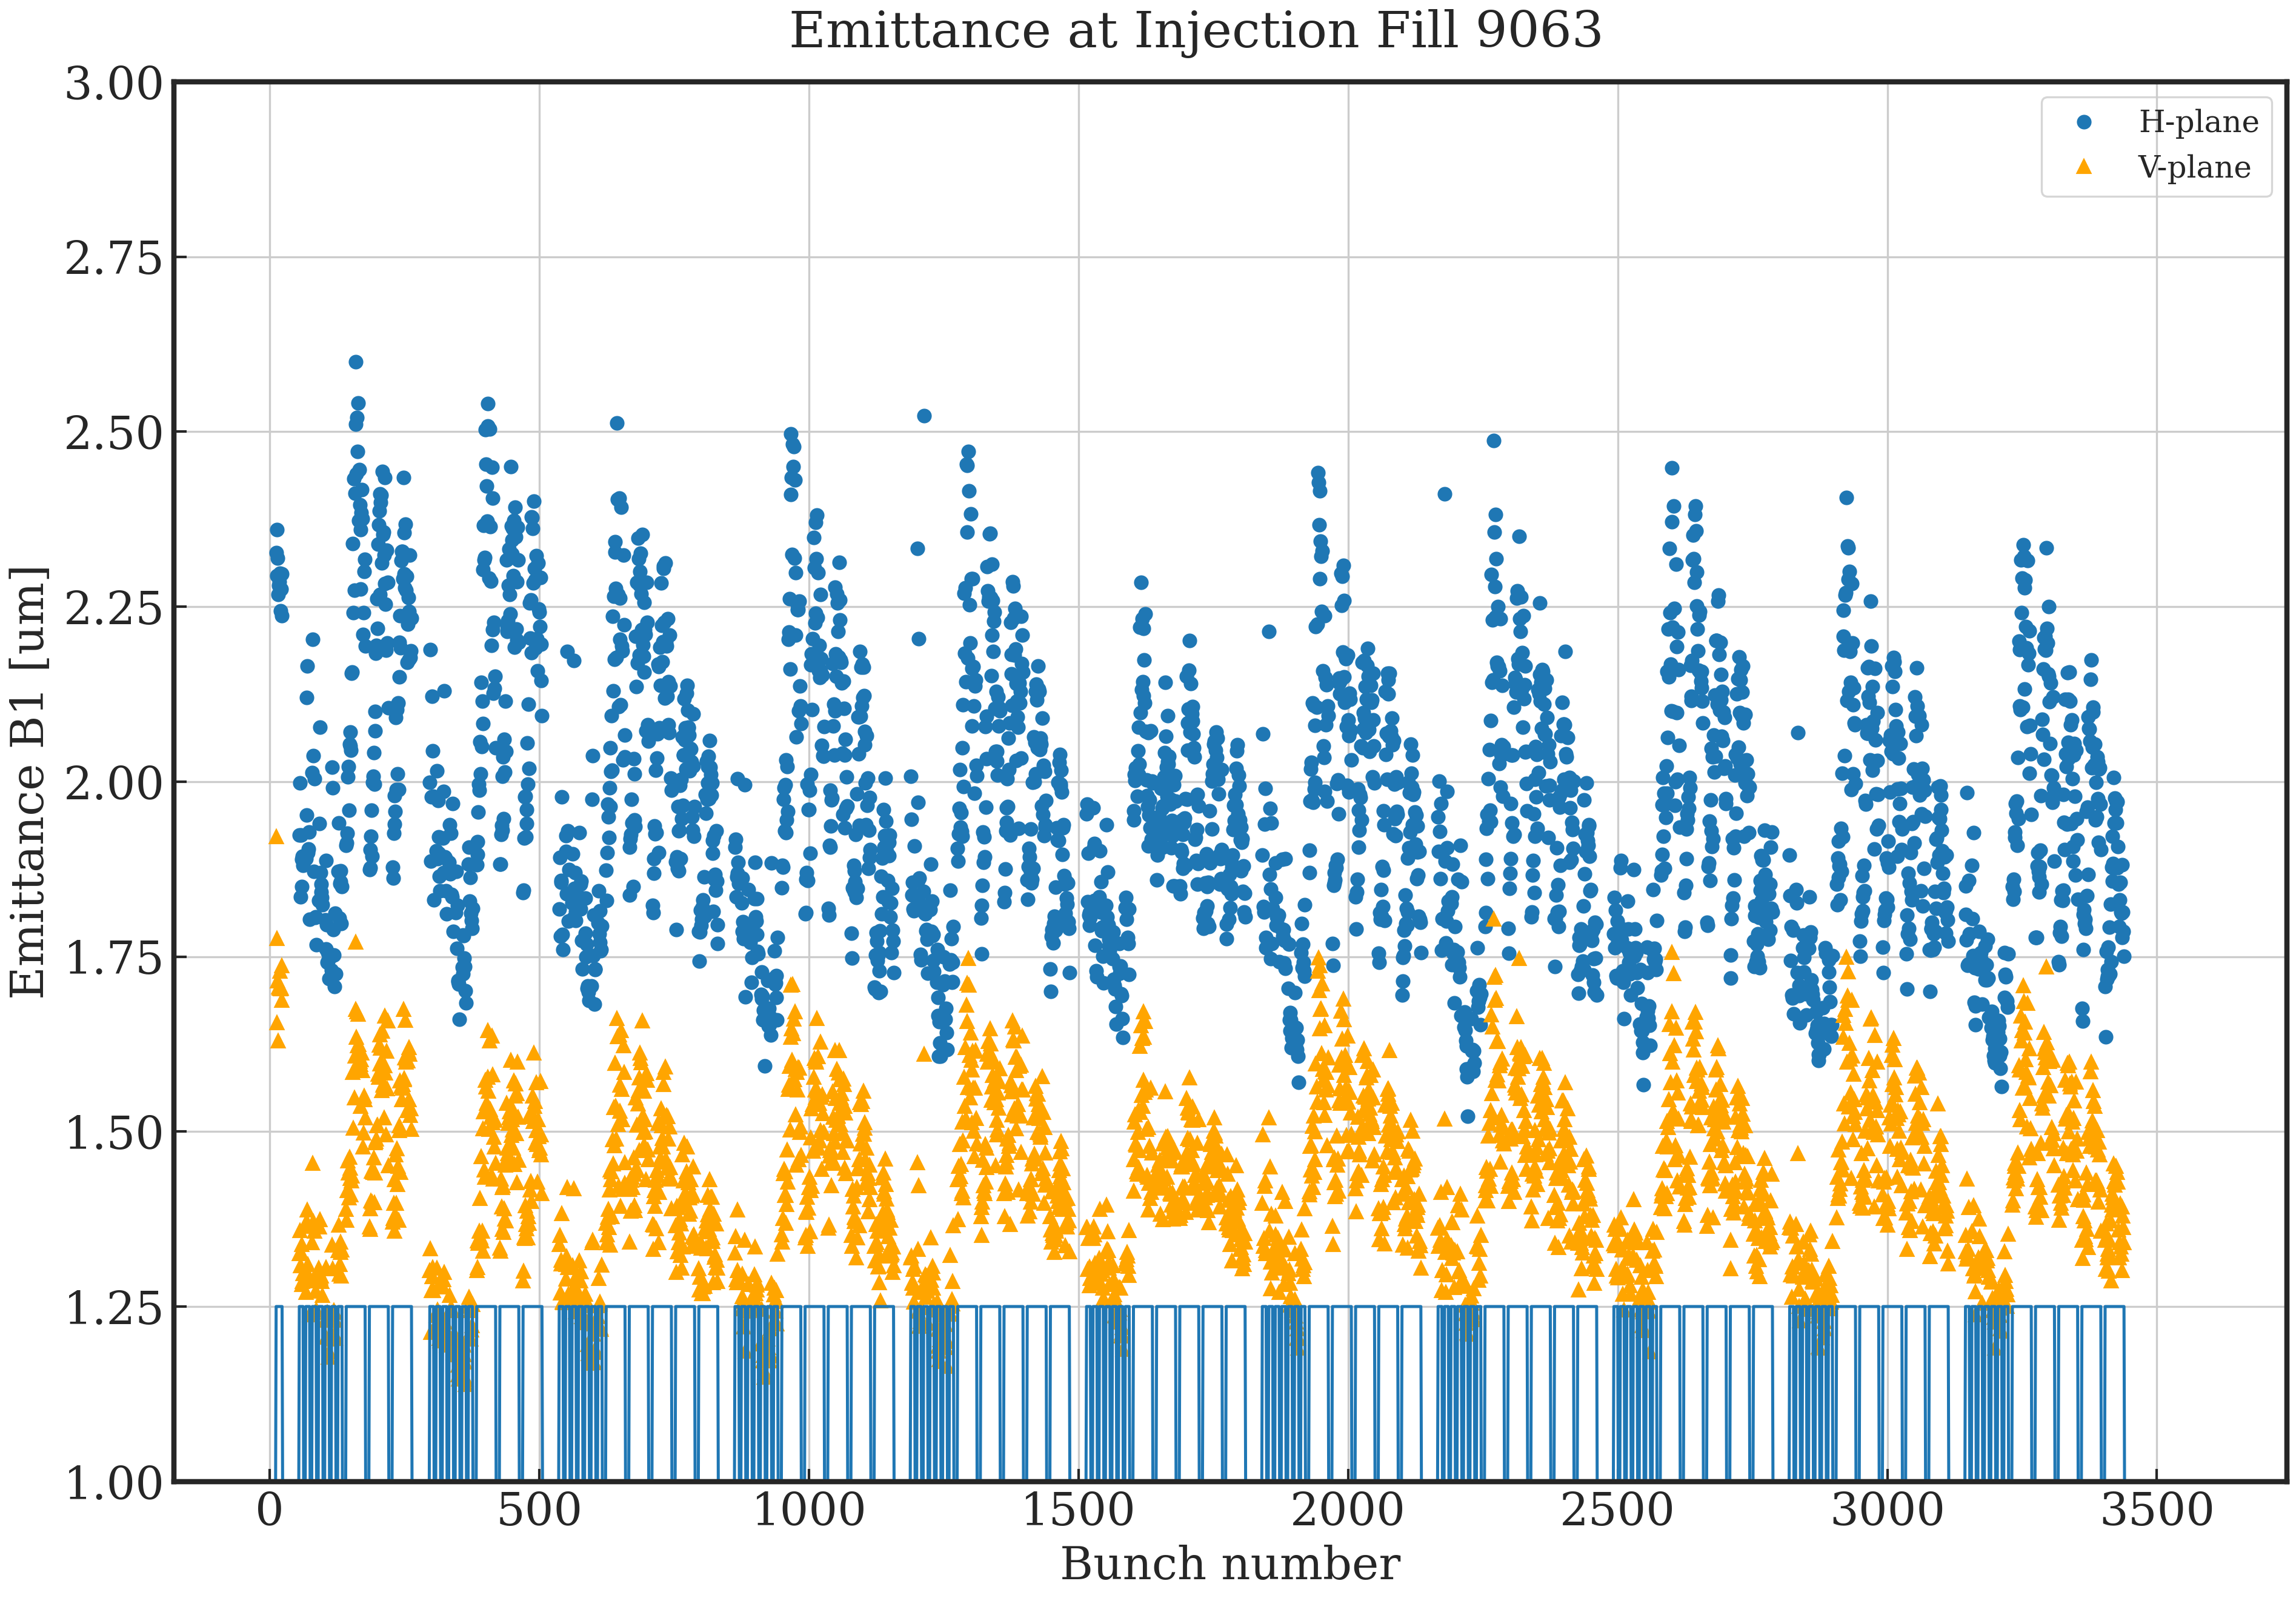 Emittance at Injection Fill 9063
H-plane
V-plane
Emittance B1 [um]
3.00
2.75
2.50
2.25
2.00
1.75
1.50
1.25
1.00
0 500 1000 1500 2000 2500 3000 3500
Bunch number